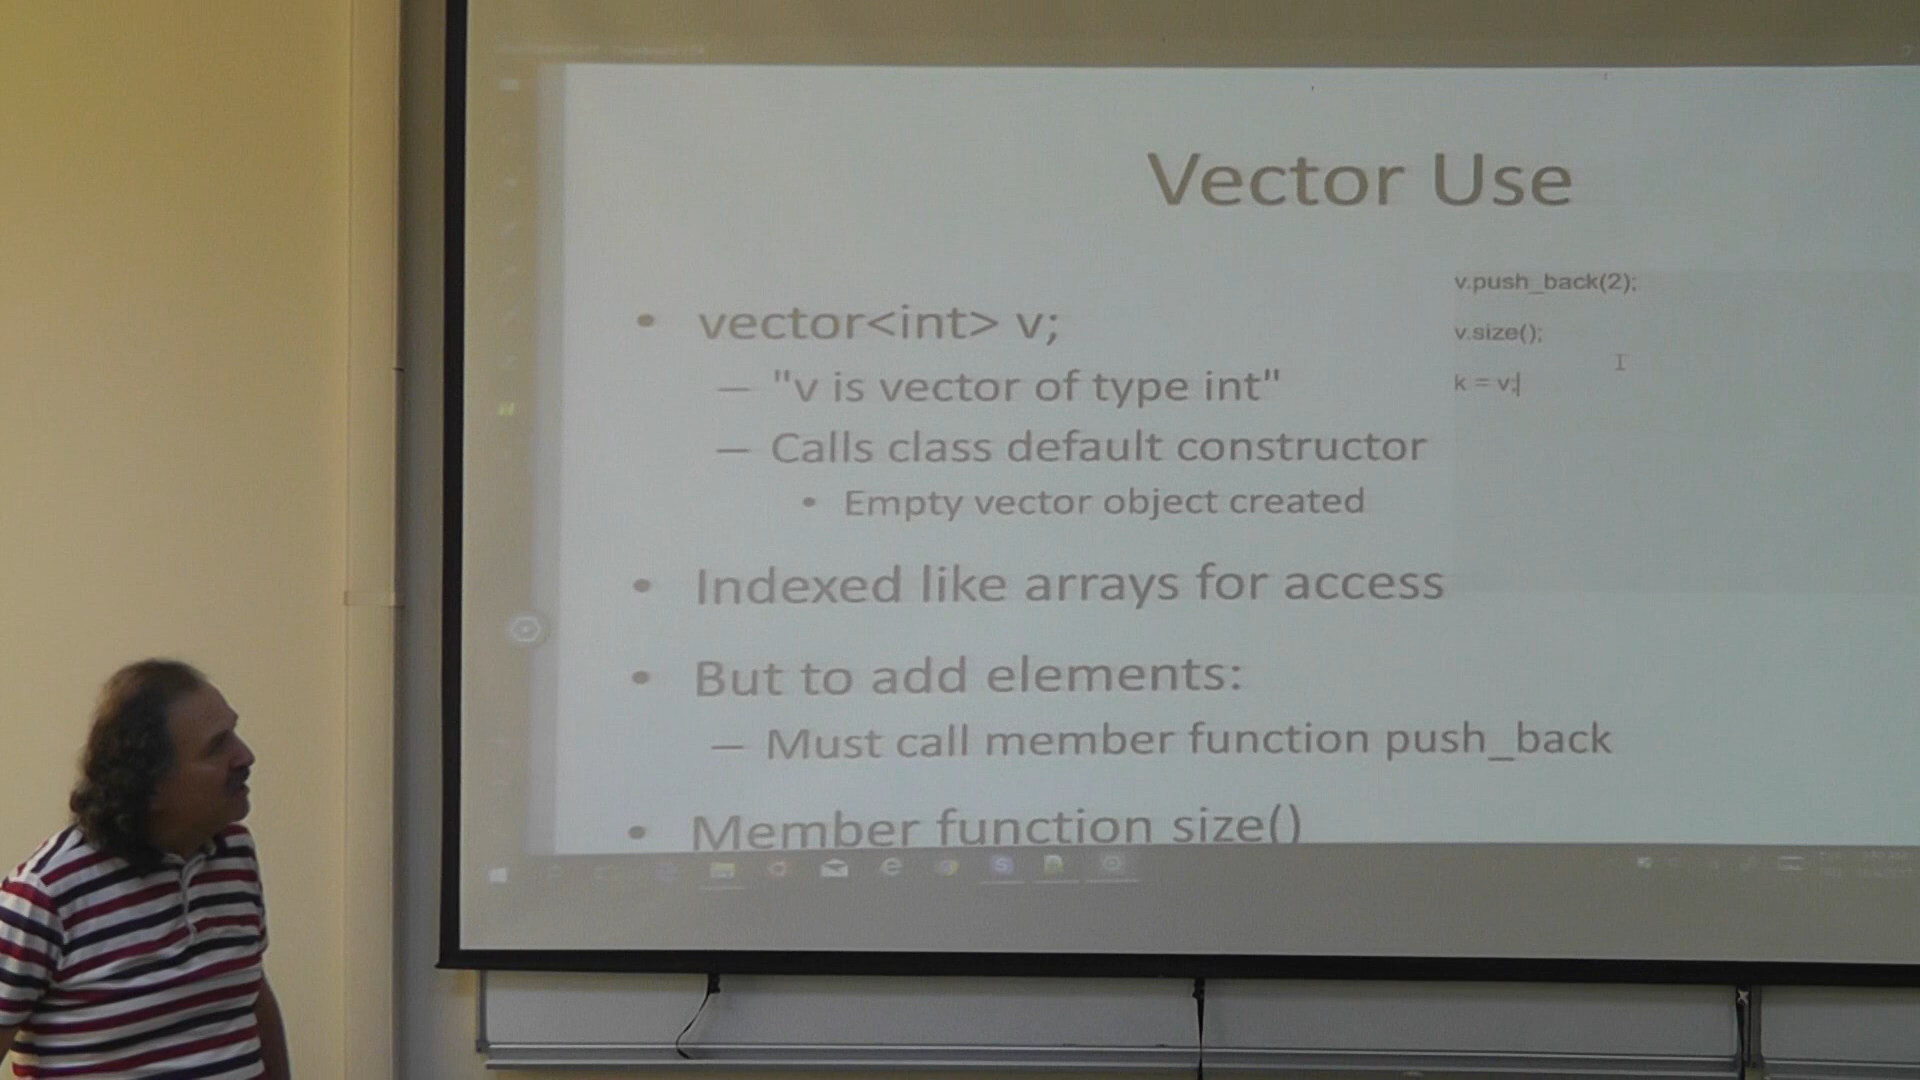 Vector Use
• vector<int> v;
– "v is vector of type int"
– Calls class default constructor
• Empty vector object created
• Indexed like arrays for access
• But to add elements:
– Must call member function push_back
• Member function size()
v.push_back(2);
v.size();
k = v;